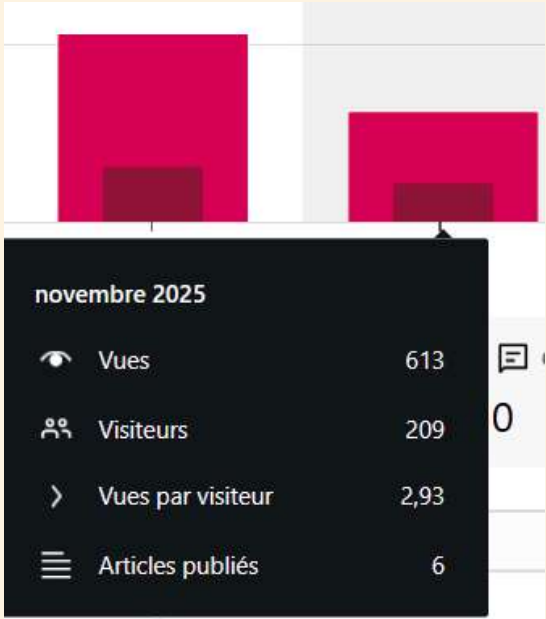 novembre 2025
Vues 613
Visiteurs 209
Vues par visiteur 2,93
Articles publiés 6
0